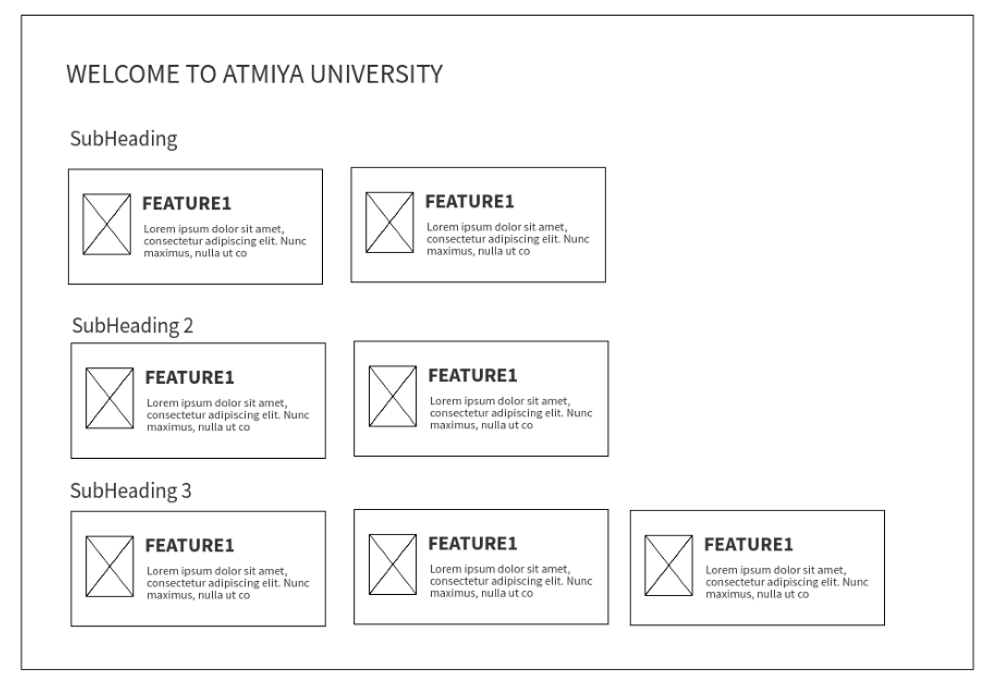 WELCOME TO ATMIYA UNIVERSITY
SubHeading
FEATURE1
Lorem ipsum dolor sit amet,
consectetur adipiscing elit. Nunc
maximus, nulla ut co
FEATURE1
Lorem ipsum dolor sit amet,
consectetur adipiscing elit. Nunc
maximus, nulla ut co
SubHeading 2
FEATURE1
Lorem ipsum dolor sit amet,
consectetur adipiscing elit. Nunc
maximus, nulla ut co
FEATURE1
Lorem ipsum dolor sit amet,
consectetur adipiscing elit. Nunc
maximus, nulla ut co
SubHeading 3
FEATURE1
Lorem ipsum dolor sit amet,
consectetur adipiscing elit. Nunc
maximus, nulla ut co
FEATURE1
Lorem ipsum dolor sit amet,
consectetur adipiscing elit. Nunc
maximus, nulla ut co
FEATURE1
Lorem ipsum dolor sit amet,
consectetur adipiscing elit. Nunc
maximus, nulla ut co